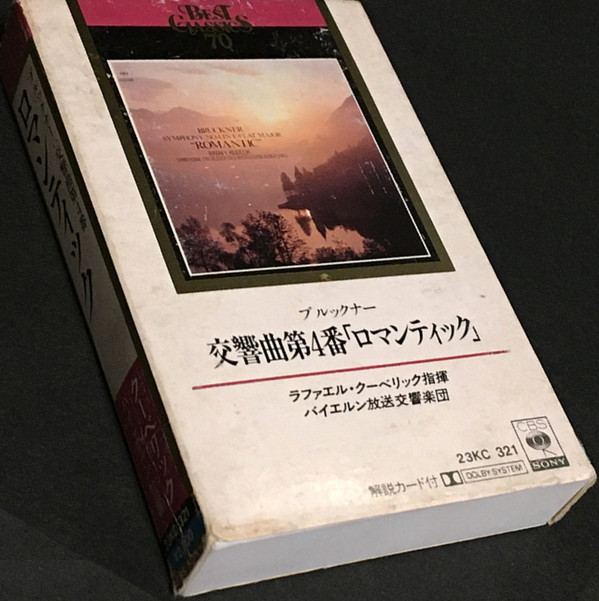 BEST
CLASSICS
70
BRUCKNER
SYMPHONY NO.4 IN E-FLAT MAJOR
"ROMANTIC"
ブルックナー
交響曲第4番「ロマンティック」
ラファエル・クーベリック指揮
バイエルン放送交響楽団
23KC 321
解説カード付
DOLBY SYSTEM
CBS
SONY
ロマンティック
クーベリック